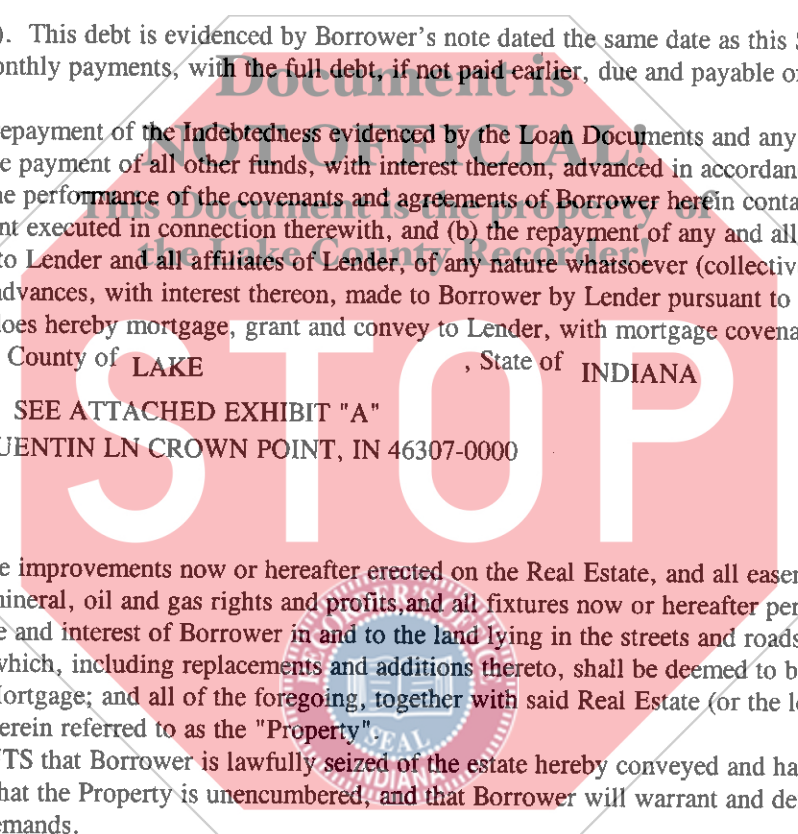 ). This debt is evidenced by Borrower's note dated the same date as this
onthly payments, with the full debt, if not paid earlier, due and payable o
Document is
epayment of the Indebtedness evidenced by the Loan Documents and any
NOT OFFICIAL!
e payment of all other funds, with interest thereon, advanced in accordan
ne performance of the covenants and agreements of Borrower herein conta
This Document is the property of
nt executed in connection therewith, and (b) the repayment of any and all
the Lake County Recorder!
to Lender and all affiliates of Lender, of any nature whatsoever (collectiv
dvances, with interest thereon, made to Borrower by Lender pursuant to
does hereby mortgage, grant and convey to Lender, with mortgage covena
County of LAKE , State of INDIANA
SEE ATTACHED EXHIBIT "A"
UENTIN LN CROWN POINT, IN 46307-0000
STOP
e improvements now or hereafter erected on the Real Estate, and all easer
nineral, oil and gas rights and profits,and all fixtures now or hereafter per
e and interest of Borrower in and to the land lying in the streets and roads
which, including replacements and additions thereto, shall be deemed to b
Mortgage; and all of the foregoing, together with said Real Estate (or the l
erein referred to as the "Property".
SEAL
TS that Borrower is lawfully seized of the estate hereby conveyed and ha
INDIANA
hat the Property is unencumbered, and that Borrower will warrant and de
emands.